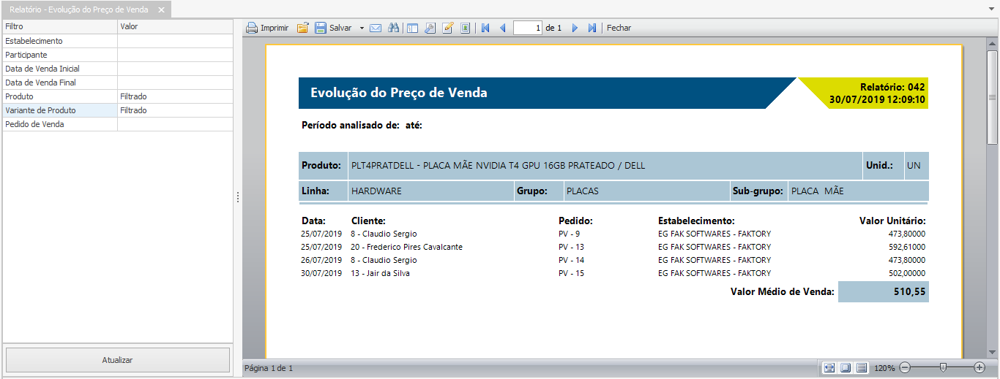 Relatório - Evolução do Preço de Venda
Filtro Valor
Estabelecimento
Participante
Data de Venda Inicial
Data de Venda Final
Produto Filtrado
Variante de Produto Filtrado
Pedido de Venda
Atualizar
Imprimir Salvar 1 de 1 Fechar
Evolução do Preço de Venda
Relatório: 042
30/07/2019 12:09:10
Período analisado de: até:
Produto: PLT4PRATDELL - PLACA MÃE NVIDIA T4 GPU 16GB PRATEADO / DELL Unid.: UN
Linha: HARDWARE Grupo: PLACAS Sub-grupo: PLACA MÃE
Data: Cliente: Pedido: Estabelecimento: Valor Unitário:
25/07/2019 8 - Claudio Sergio PV - 9 EG FAK SOFTWARES - FAKTORY 473,80000
25/07/2019 20 - Frederico Pires Cavalcante PV - 13 EG FAK SOFTWARES - FAKTORY 592,61000
26/07/2019 8 - Claudio Sergio PV - 14 EG FAK SOFTWARES - FAKTORY 473,80000
30/07/2019 13 - Jair da Silva PV - 15 EG FAK SOFTWARES - FAKTORY 502,00000
Valor Médio de Venda: 510,55
Página 1 de 1 120%